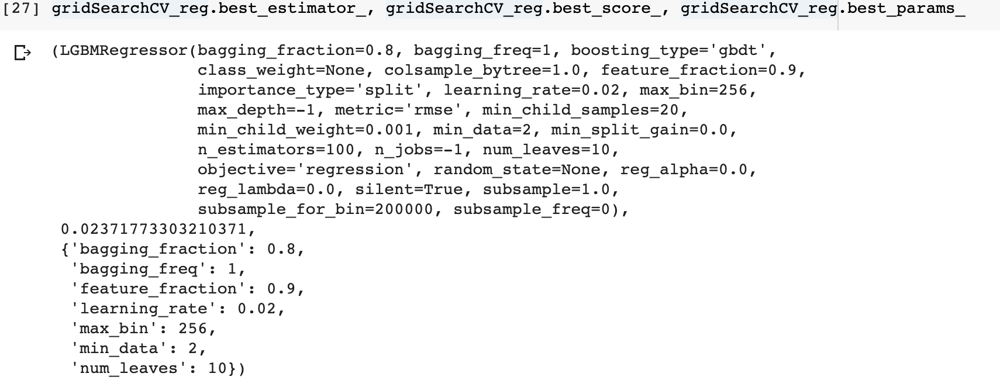 [27] gridSearchCV_reg.best_estimator_, gridSearchCV_reg.best_score_, gridSearchCV_reg.best_params_
(LGBMRegressor(bagging_fraction=0.8, bagging_freq=1, boosting_type='gbdt',
class_weight=None, colsample_bytree=1.0, feature_fraction=0.9,
importance_type='split', learning_rate=0.02, max_bin=256,
max_depth=-1, metric='rmse', min_child_samples=20,
min_child_weight=0.001, min_data=2, min_split_gain=0.0,
n_estimators=100, n_jobs=-1, num_leaves=10,
objective='regression', random_state=None, reg_alpha=0.0,
reg_lambda=0.0, silent=True, subsample=1.0,
subsample_for_bin=200000, subsample_freq=0),
0.02371773303210371,
{'bagging_fraction': 0.8,
'bagging_freq': 1,
'feature_fraction': 0.9,
'learning_rate': 0.02,
'max_bin': 256,
'min_data': 2,
'num_leaves': 10})